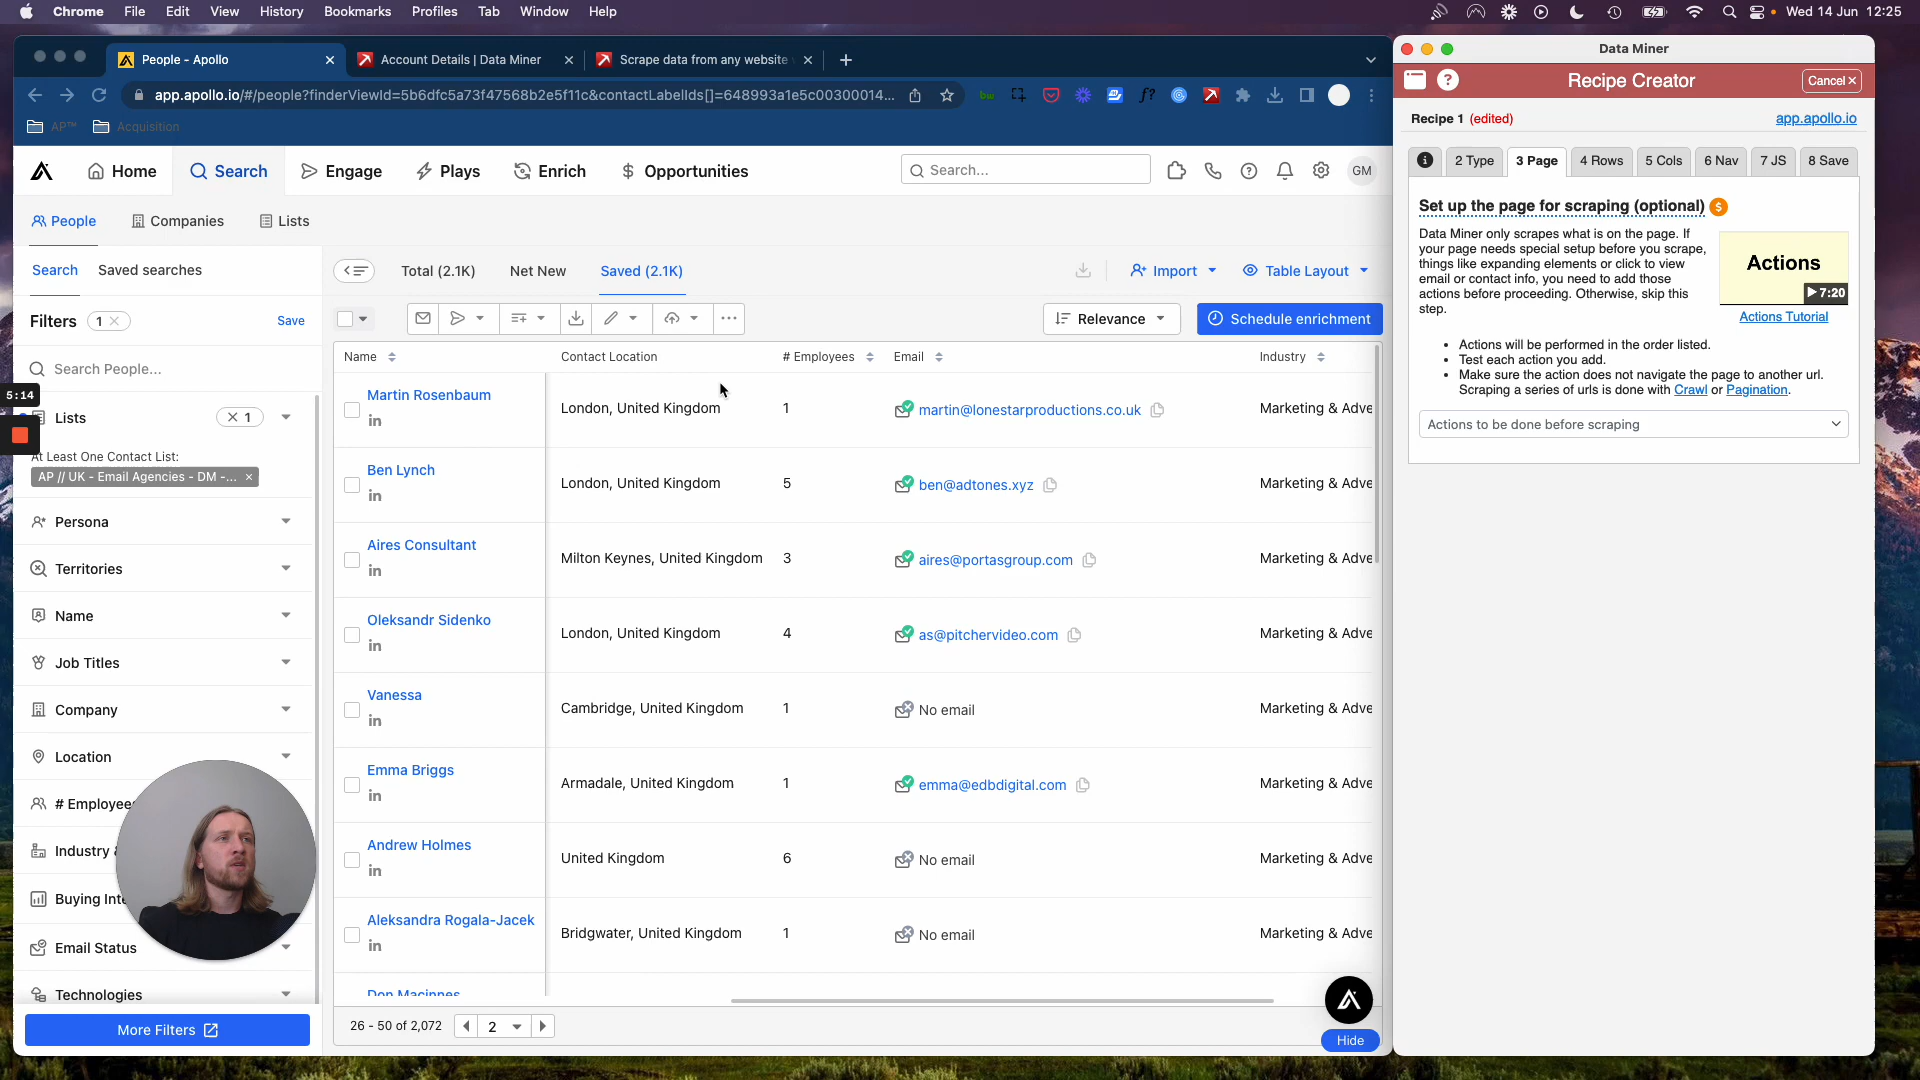 Chrome File Edit View History Bookmarks Profiles Tab Window Help
Wed 14 Jun 12:25
People - Apollo
Account Details | Data Miner
Scrape data from any website
app.apollo.io/#/people?finderViewId=5b6dfc5a73f47568b2e5f11c&contactLabelIds[]=648993a1e5c00300014...
AP™ Acquisition
Home Search Engage Plays Enrich Opportunities
Search...
GM
People Companies Lists
Search Saved searches
Total (2.1K) Net New Saved (2.1K)
Import Table Layout
Filters 1
Save
Relevance
Schedule enrichment
Search People...
Name Contact Location # Employees Email Industry
5:14
Lists
1
At Least One Contact List:
AP // UK - Email Agencies - DM -...
Persona
Territories
Name
Job Titles
Company
Location
# Employees
Industry
Buying Inte
Email Status
Technologies
More Filters
Martin Rosenbaum
in
London, United Kingdom
1
martin@lonestarproductions.co.uk
Marketing & Adve
Ben Lynch
in
London, United Kingdom
5
ben@adtones.xyz
Marketing & Adve
Aires Consultant
in
Milton Keynes, United Kingdom
3
aires@portasgroup.com
Marketing & Adve
Oleksandr Sidenko
in
London, United Kingdom
4
as@pitchervideo.com
Marketing & Adve
Vanessa
in
Cambridge, United Kingdom
1
No email
Marketing & Adve
Emma Briggs
in
Armadale, United Kingdom
1
emma@edbdigital.com
Marketing & Adve
Andrew Holmes
in
United Kingdom
6
No email
Marketing & Adve
Aleksandra Rogala-Jacek
in
Bridgwater, United Kingdom
1
No email
Marketing & Adve
Don Macinnes
26 - 50 of 2,072
2
Hide
Data Miner
Recipe Creator
Cancel
Recipe 1 (edited)
app.apollo.io
2 Type 3 Page 4 Rows 5 Cols 6 Nav 7 JS 8 Save
Set up the page for scraping (optional)
Data Miner only scrapes what is on the page. If
your page needs special setup before you scrape,
things like expanding elements or click to view
email or contact info, you need to add those
actions before proceeding. Otherwise, skip this
step.
Actions
7:20
Actions Tutorial
Actions will be performed in the order listed.
Test each action you add.
Make sure the action does not navigate the page to another url.
Scraping a series of urls is done with Crawl or Pagination.
Actions to be done before scraping